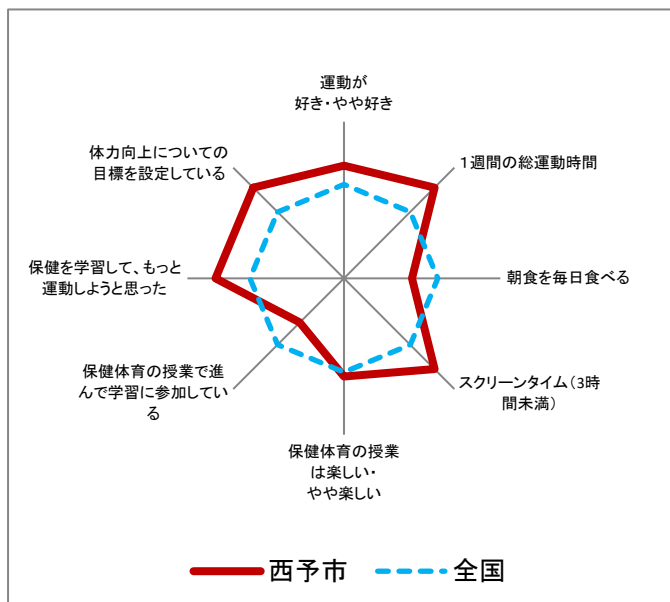 運動が
好き・やや好き
1週間の総運動時間
朝食を毎日食べる
スクリーンタイム(3時
間未満)
保健体育の授業
は楽しい・
やや楽しい
保健体育の授業で進
んで学習に参加してい
る
保健を学習して、もっと
運動しようと思った
体力向上についての
目標を設定している
西予市
全国